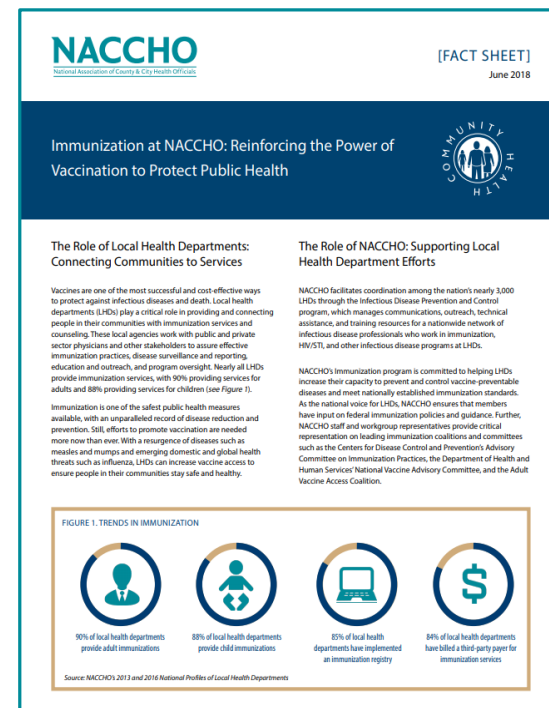 NACCHO
National Association of County & City Health Officials
[FACT SHEET]
June 2018
Immunization at NACCHO: Reinforcing the Power of
Vaccination to Protect Public Health
COMMUNITY HEALTH
The Role of Local Health Departments:
Connecting Communities to Services
Vaccines are one of the most successful and cost-effective ways
to protect against infectious diseases and death. Local health
departments (LHDs) play a critical role in providing and connecting
people in their communities with immunization services and
counseling. These local agencies work with public and private
sector physicians and other stakeholders to assure effective
immunization practices, disease surveillance and reporting,
education and outreach, and program oversight. Nearly all LHDs
provide immunization services, with 90% providing services for
adults and 88% providing services for children (see Figure 1).
Immunization is one of the safest public health measures
available, with an unparalleled record of disease reduction and
prevention. Still, efforts to promote vaccination are needed
more now than ever. With a resurgence of diseases such as
measles and mumps and emerging domestic and global health
threats such as influenza, LHDs can increase vaccine access to
ensure people in their communities stay safe and healthy.
The Role of NACCHO: Supporting Local
Health Department Efforts
NACCHO facilitates coordination among the nation's nearly 3,000
LHDs through the Infectious Disease Prevention and Control
program, which manages communications, outreach, technical
assistance, and training resources for a nationwide network of
infectious disease professionals who work in immunization,
HIV/STI, and other infectious disease programs at LHDs.
NACCHO's Immunization program is committed to helping LHDs
increase their capacity to prevent and control vaccine-preventable
diseases and meet nationally established immunization standards.
As the national voice for LHDs, NACCHO ensures that members
have input on federal immunization policies and guidance. Further,
NACCHO staff and workgroup representatives provide critical
representation on leading immunization coalitions and committees
such as the Centers for Disease Control and Prevention's Advisory
Committee on Immunization Practices, the Department of Health and
Human Services' National Vaccine Advisory Committee, and the Adult
Vaccine Access Coalition.
FIGURE 1. TRENDS IN IMMUNIZATION
90% of local health departments
provide adult immunizations
88% of local health departments
provide child immunizations
85% of local health
departments have implemented
an immunization registry
$
84% of local health departments
have billed a third-party payer for
immunization services
Source: NACCHO's 2013 and 2016 National Profiles of Local Health Departments